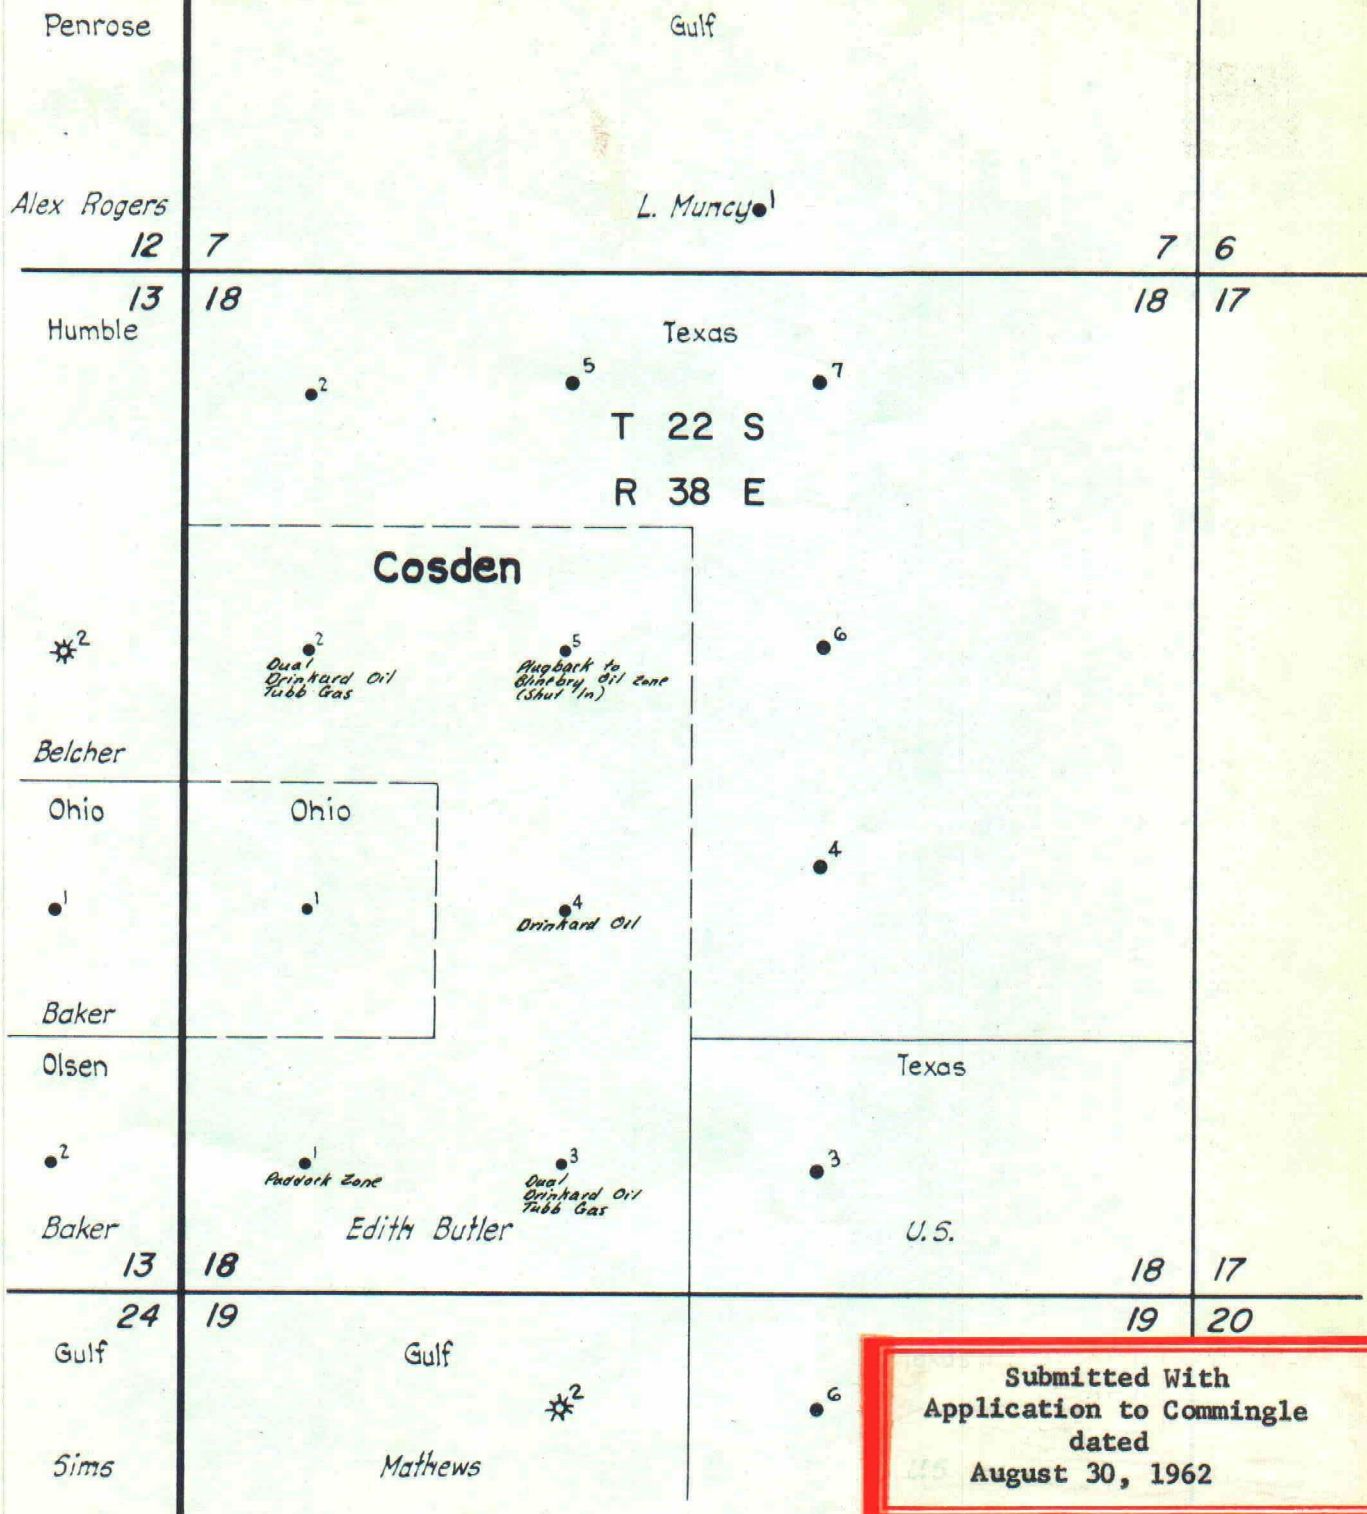 Penrose
Gulf
Alex Rogers
L. Muncy 1
12 7
7 6
13 18
18 17
Humble
Texas
2
5
7
T 22 S
R 38 E
Cosden
2
2
Dual
Drinkard Oil
Tubb Gas
5
Plugback to
Blinebry Oil Zone
(Shut In)
6
Belcher
Ohio
Ohio
4
1
1
4
Drinkard Oil
Baker
Olsen
Texas
2
1
Paddock Zone
3
Dual
Drinkard Oil
Tubb Gas
3
Baker
Edith Butler
U.S.
13 18
18 17
24 19
19 20
Gulf
Gulf
2
6
Sims
Mathews
Submitted With
Application to Commingle
dated
August 30, 1962